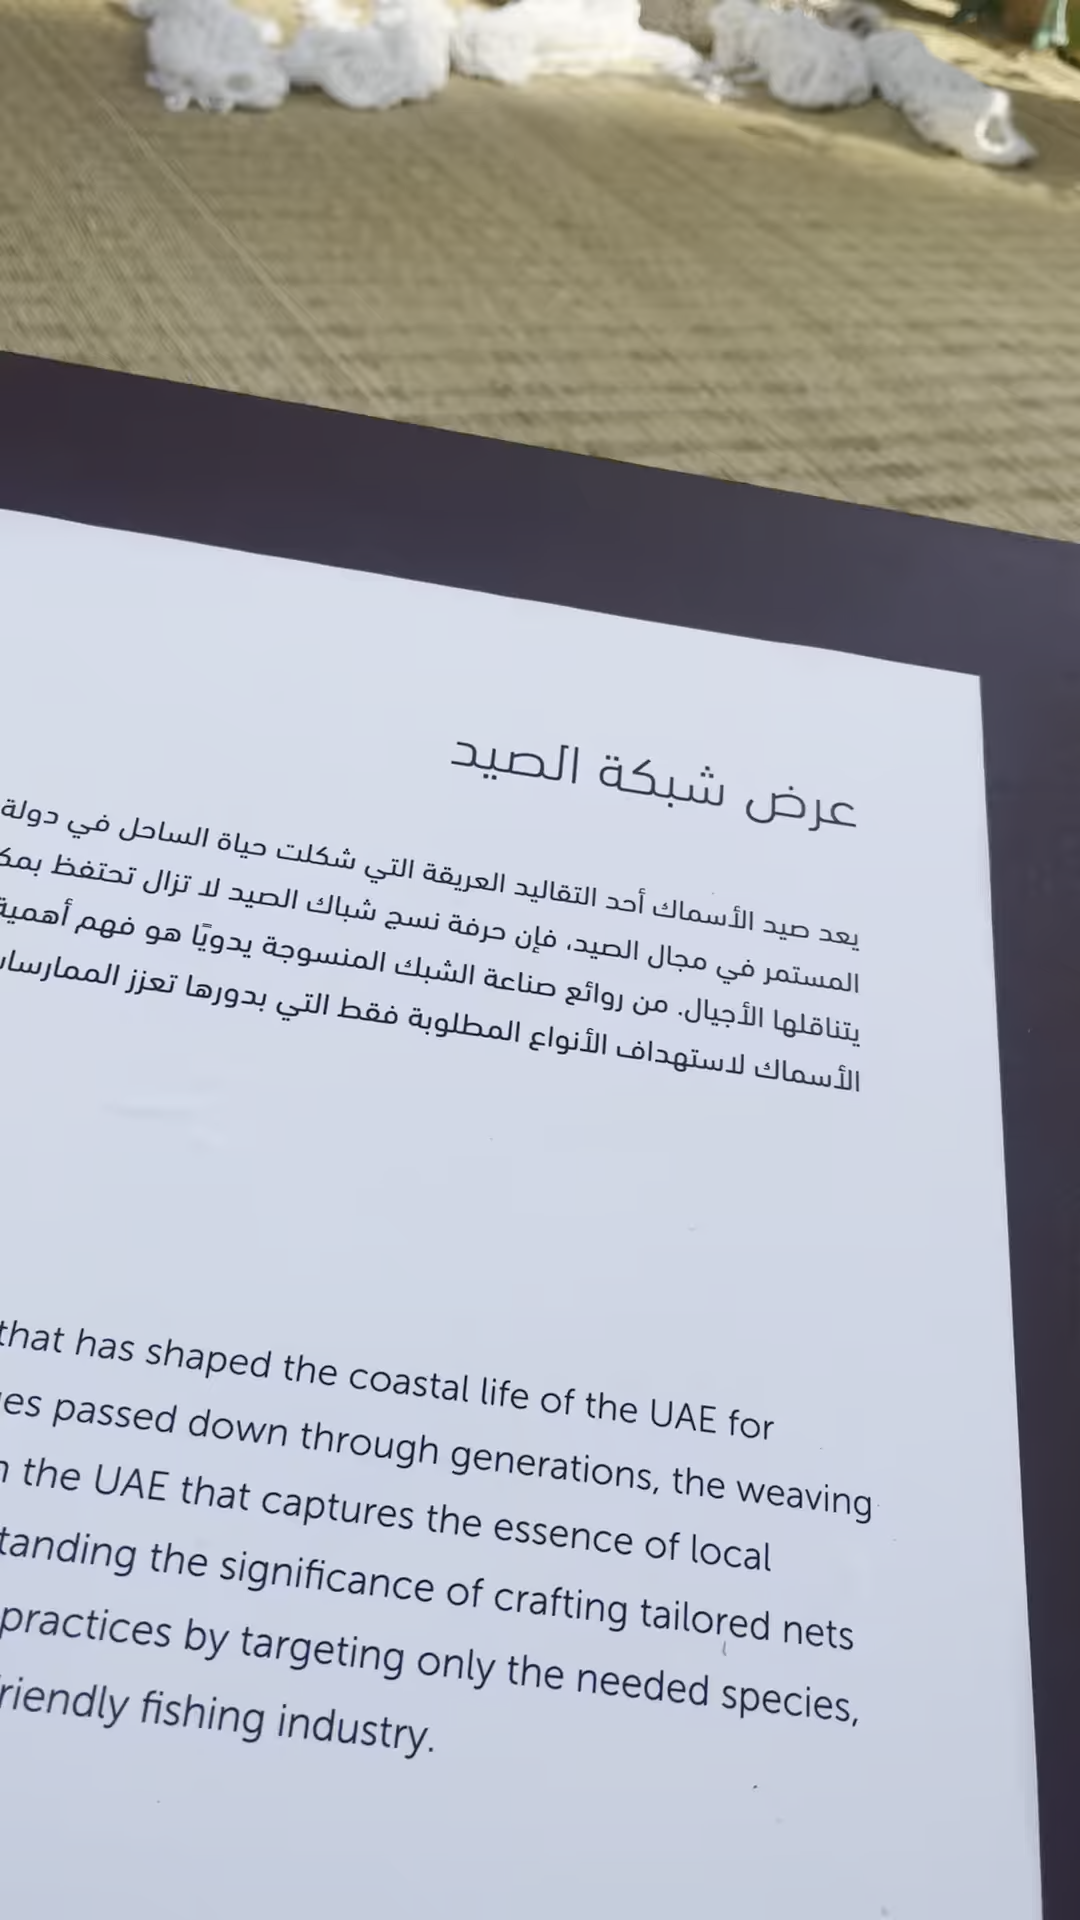 عرض شبكة الصيد
يعد صيد الأسماك أحد التقاليد العريقة التي شكلت حياة الساحل في دولة
المستمر في مجال الصيد، فإن حرفة نسج شباك الصيد لا تزال تحتفظ
يتناقلها الأجيال. من روائع صناعة الشبك المنسوجة يدويًا هو فهم أهمية
الأسماك لاستهداف الأنواع المطلوبة فقط التي بدورها تعزز
that has shaped the coastal life of the UAE for
passed down through generations, the weaving
the UAE that captures the essence of local
the significance of crafting tailored nets
practices by targeting only the needed species,
fishing industry.